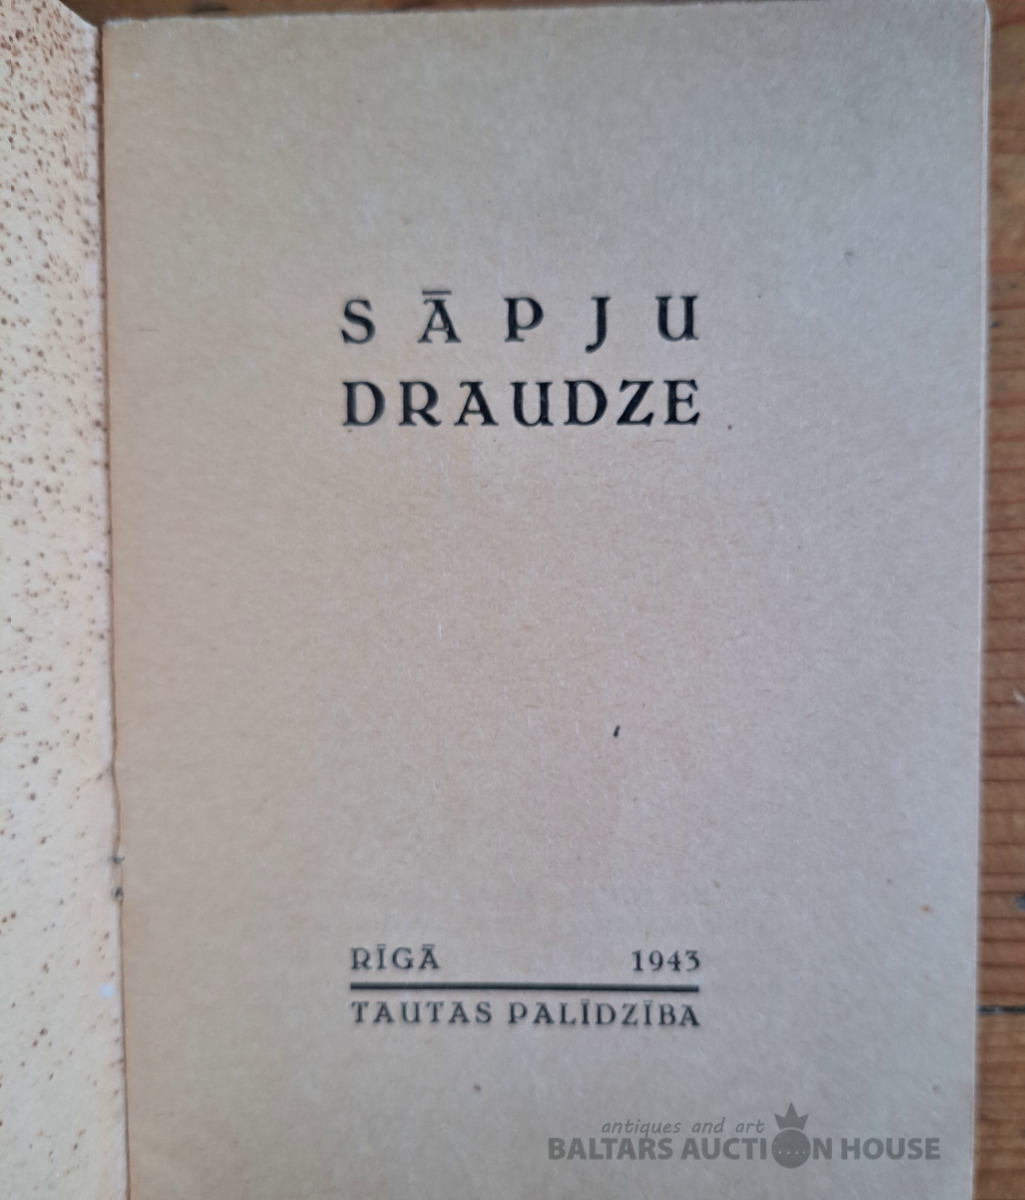 SĀPJU
DRAUDZE
RĪGĀ 1943
TAUTAS PALĪDZĪBA
antiques and art
BALTARS AUCTION HOUSE